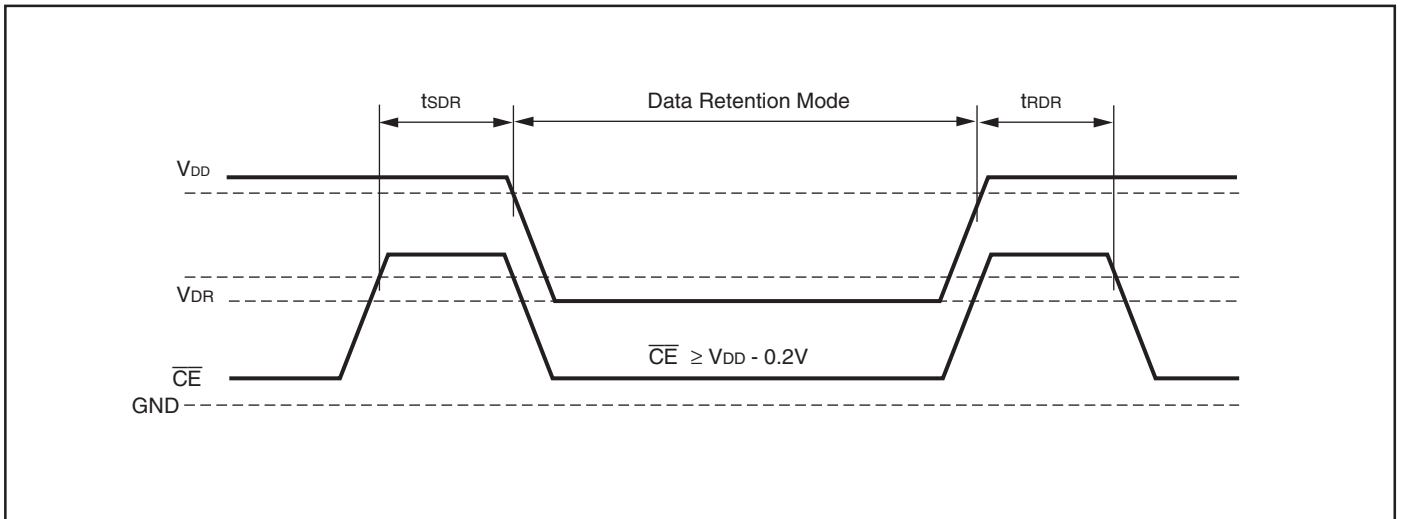 tSDR Data Retention Mode tRDR
VDD
VDR
CE ≥ VDD - 0.2V
CE
GND